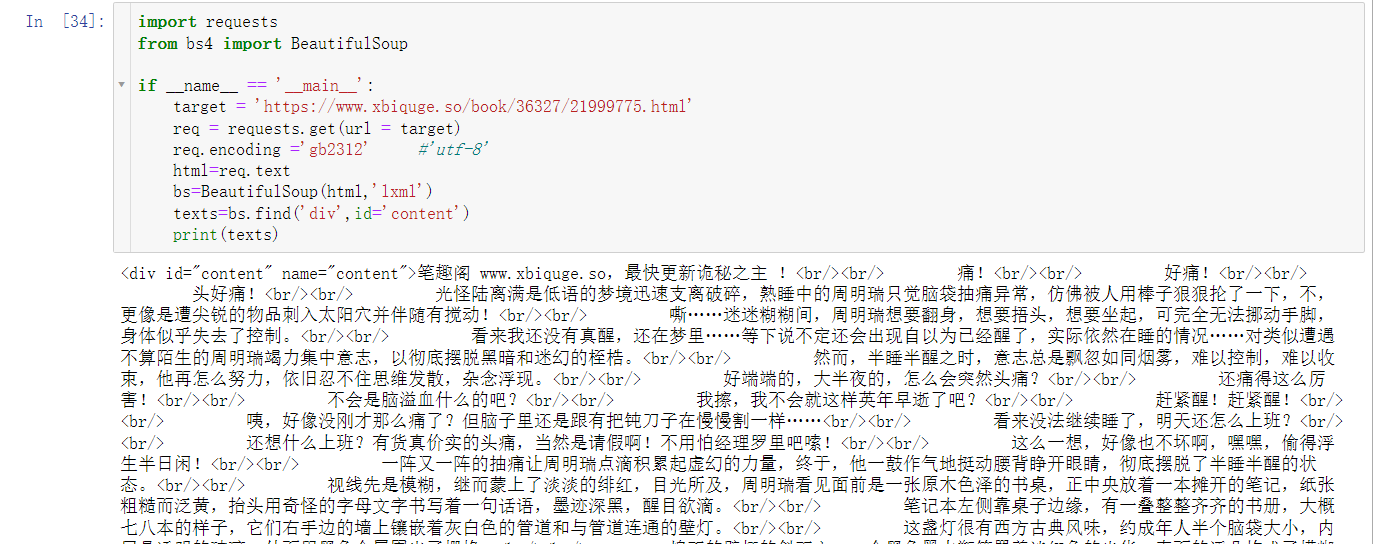 In [34]:
import requests
from bs4 import BeautifulSoup
if __name__ == '__main__':
target = 'https://www.xbiquge.so/book/36327/21999775.html'
req = requests.get(url = target)
req.encoding ='gb2312' #'utf-8'
html=req.text
bs=BeautifulSoup(html,'lxml')
texts=bs.find('div',id='content')
print(texts)
<div id="content" name="content">笔趣阁 www.xbiquge.so，最快更新诡秘之主 ！<br/><br/> 痛！<br/><br/> 好痛！<br/><br/>
头好痛！<br/><br/> 光怪陆离满是低语的梦境迅速支离破碎，熟睡中的周明瑞只觉脑袋抽痛异常，仿佛被人用棒子狠狠抡了一下，不，
更像是遭尖锐的物品刺入太阳穴并伴随有搅动！<br/><br/> 嘶……迷迷糊糊间，周明瑞想要翻身，想要捂头，想要坐起，可完全无法挪动手脚，
身体似乎失去了控制。<br/><br/> 看来我还没有真醒，还在梦里……等下说不定还会出现自以为已经醒了，实际依然在睡的情况……对类似遭遇
不算陌生的周明瑞竭力集中意志，以彻底摆脱黑暗和迷幻的桎梏。<br/><br/> 然而，半睡半醒之时，意志总是飘忽如同烟雾，难以控制，难以收
束，他再怎么努力，依旧忍不住思维发散，杂念浮现。<br/><br/> 好端端的，大半夜的，怎么会突然头痛？<br/><br/> 还痛得这么厉
害！<br/><br/> 不会是脑溢血什么的吧？<br/><br/> 我擦，我不会就这样英年早逝了吧？<br/><br/> 赶紧醒！赶紧醒！<br/>
<br/> 咦，好像没刚才那么痛了？但脑子里还是跟有把钝刀子在慢慢割一样……<br/><br/> 看来没法继续睡了，明天还怎么上班？<br/>
<br/> 还想什么上班？有货真价实的头痛，当然是请假啊！不用怕经理罗里吧嗦！<br/><br/> 这么一想，好像也不坏啊，嘿嘿，偷得浮
生半日闲！<br/><br/> 一阵又一阵的抽痛让周明瑞点滴积累起虚幻的力量，终于，他一鼓作气地挺动腰背睁开眼睛，彻底摆脱了半睡半醒的状
态。<br/><br/> 视线先是模糊，继而蒙上了淡淡的绯红，目光所及，周明瑞看见面前是一张原木色泽的书桌，正中央放着一本摊开的笔记，纸张
粗糙而泛黄，抬头用奇怪的字母文字书写着一句话语，墨迹深黑，醒目欲滴。<br/><br/> 笔记本左侧靠桌子边缘，有一叠整整齐齐的书册，大概
七八本的样子，它们右手边的墙上镶嵌着灰白色的管道和与管道连通的壁灯。<br/><br/> 这盏灯很有西方古典风味，约成年人半个脑袋大小，内